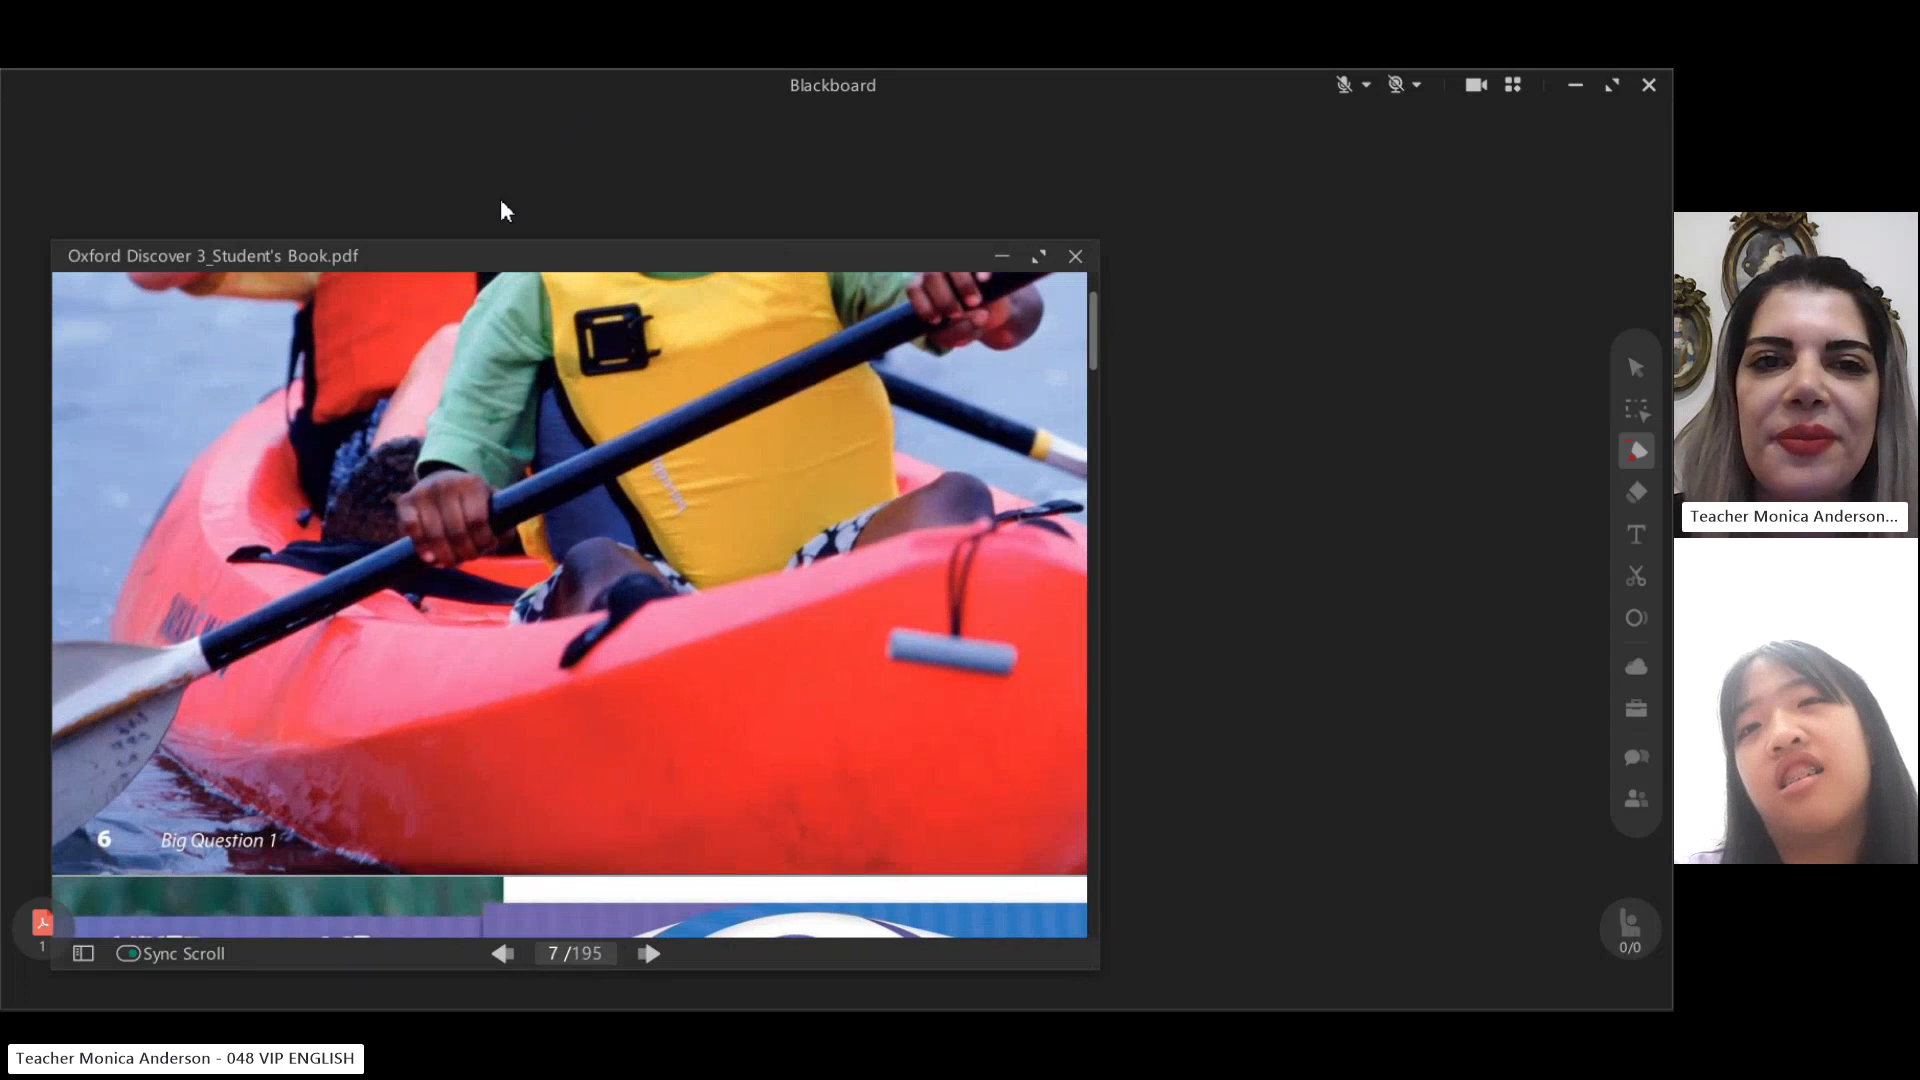 Blackboard
Oxford Discover 3_Student's Book.pdf
Teacher Monica Anderson...
6 Big Question 1
1
Sync Scroll
7 /195
0/0
Teacher Monica Anderson - 048 VIP ENGLISH